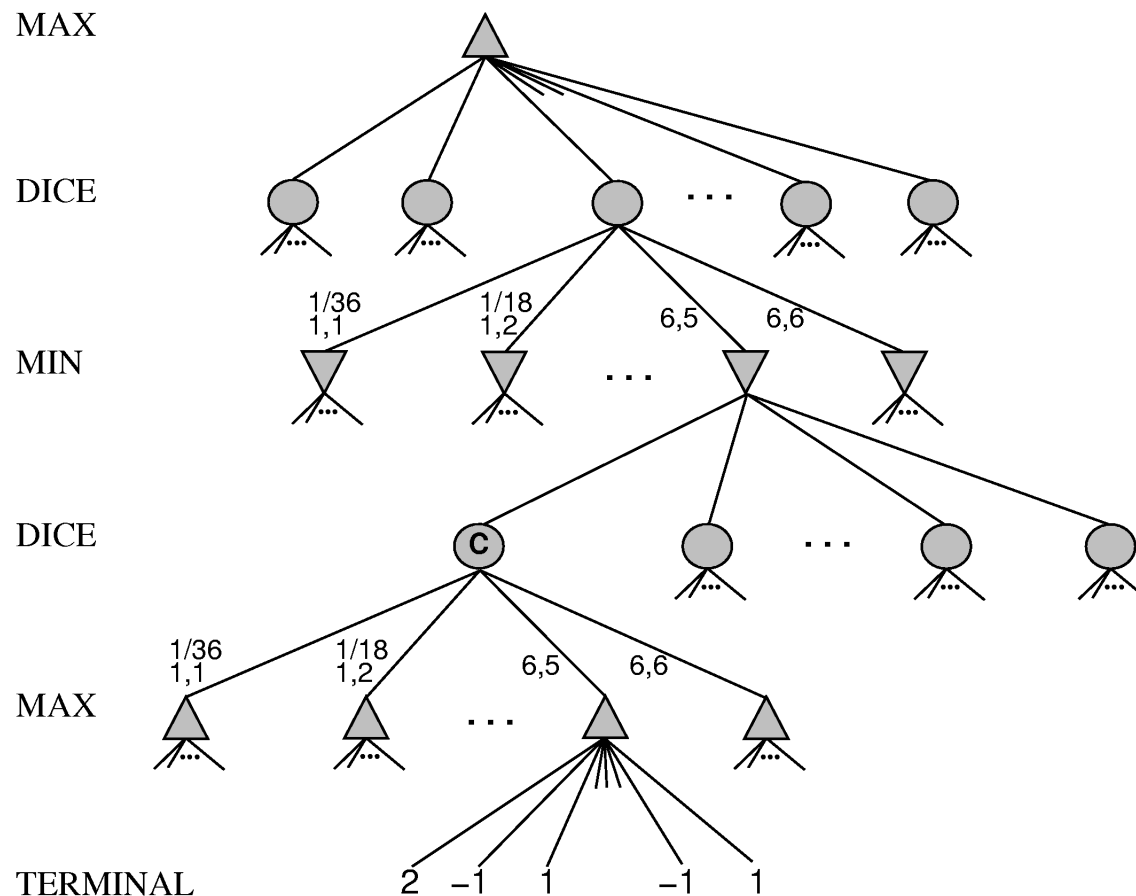 MAX
DICE
...
1/36 1/18
1,1 1,2 6,5 6,6
MIN
...
DICE
C
...
1/36 1/18
1,1 1,2 6,5 6,6
MAX
...
TERMINAL 2 −1 1 −1 1